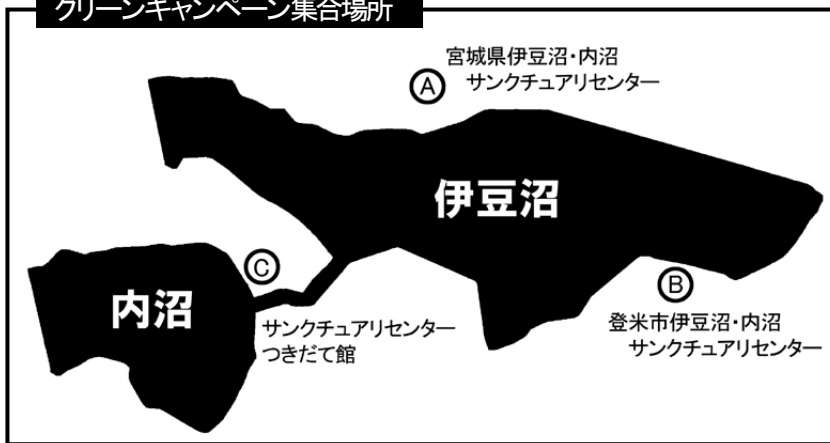 クリーンキャンペーン集合場所
宮城県伊豆沼・内沼
Ⓐ サンクチュアリセンター
伊豆沼
Ⓒ
内沼
サンクチュアリセンター
つきだて館
Ⓑ
登米市伊豆沼・内沼
サンクチュアリセンター